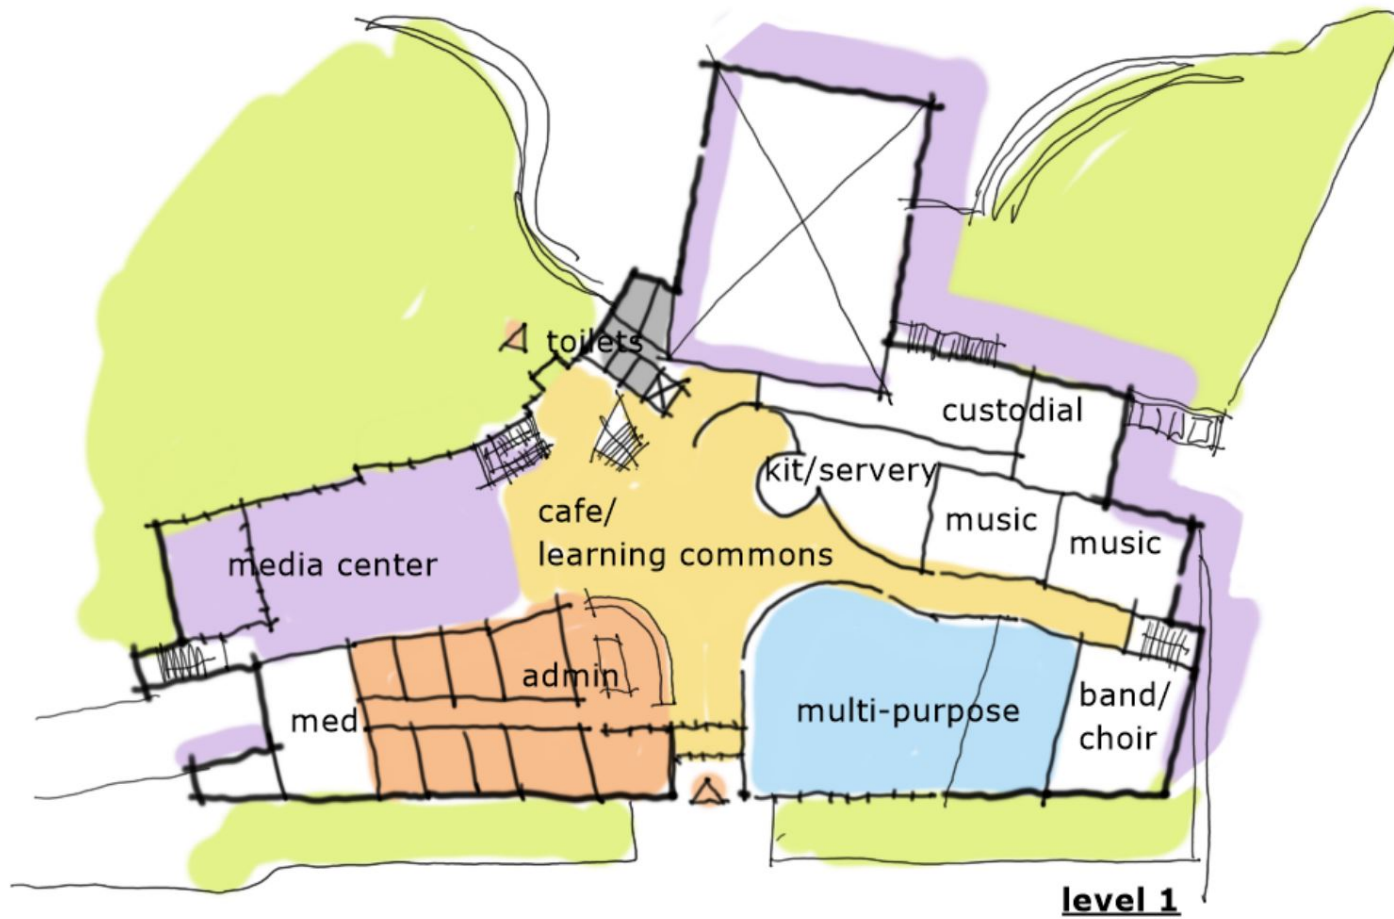 toilets
custodial
kit/servery
cafe/
learning commons
music
music
media center
admin
med.
multi-purpose
band/
choir
level 1